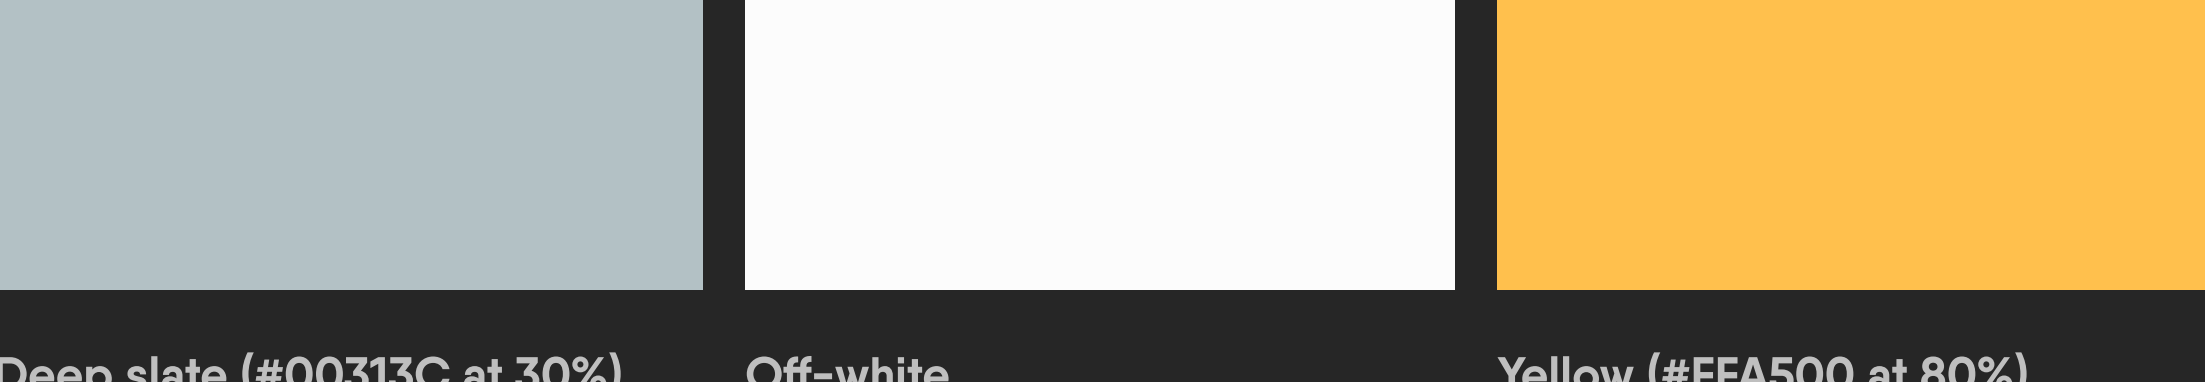 Deep slate (#00313C at 30%)
Off-white
Yellow (#FFA500 at 80%)